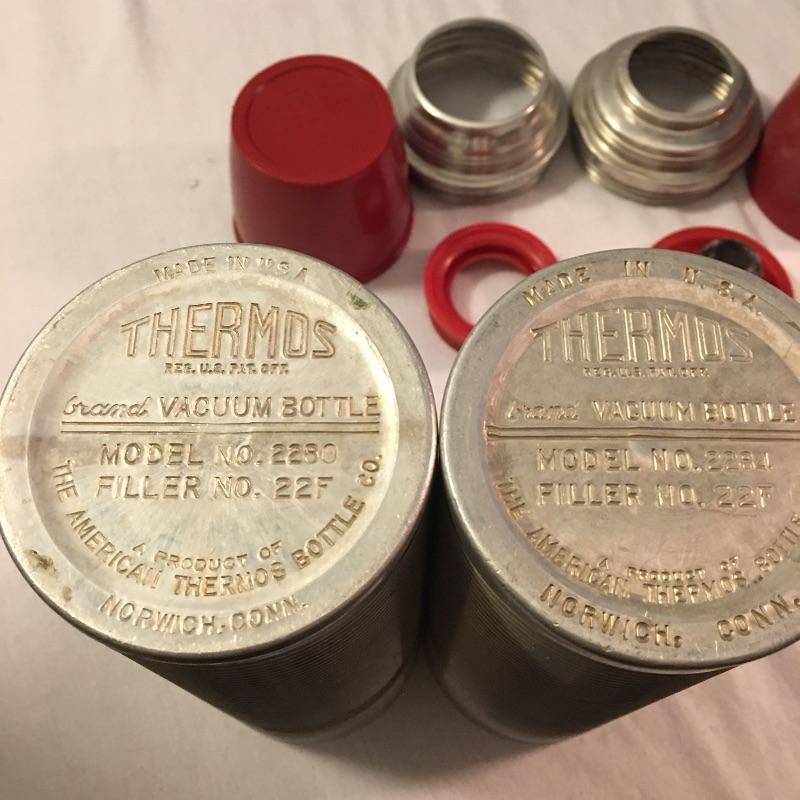 MADE IN U.S.A
THERMOS
REG. U.S. PAT. OFF.
brand VACUUM BOTTLE
MODEL NO. 2280
FILLER NO. 22F
A PRODUCT OF
THE AMERICAN THERMOS BOTTLE CO.
NORWICH, CONN.
MADE IN U.S.A.
THERMOS
REG. U.S. PAT. OFF.
brand VACUUM BOTTLE
MODEL NO. 2284
FILLER NO. 22F
A PRODUCT OF
THE AMERICAN THERMOS BOTTLE
NORWICH, CONN.